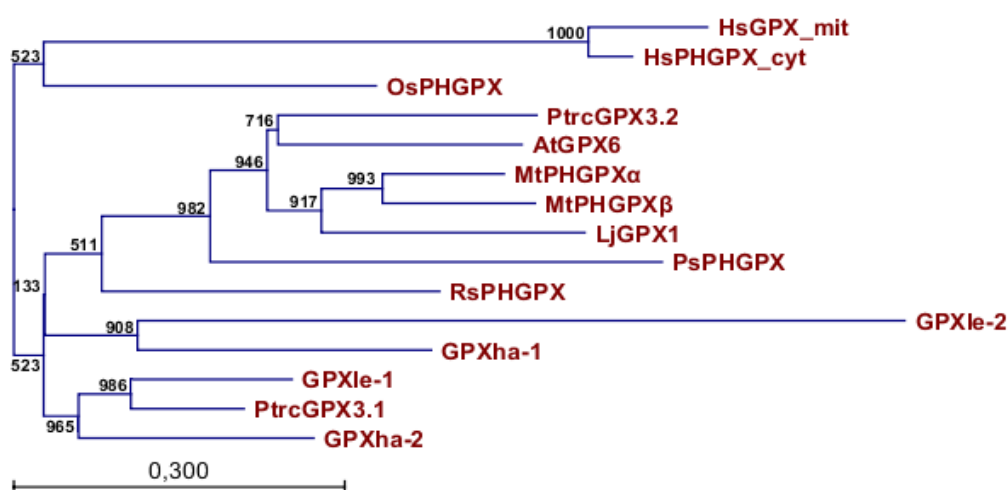 HsGPX_mit
1000
523
HsPHGPX_cyt
OsPHGPX
PtrcGPX3.2
716
AtGPX6
946
MtPHGPXα
993
MtPHGPXβ
982
917
LjGPX1
511
PsPHGPX
133
RsPHGPX
GPXle-2
908
GPXha-1
523
GPXle-1
986
PtrcGPX3.1
965
GPXha-2
0,300